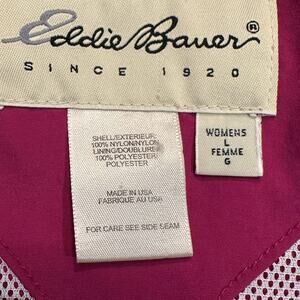 Eddie Bauer®
SINCE 1920
SHELL/EXTERIEUR:
100% NYLON/NYLON
LINING/DOUBLURE:
100% POLYESTER/
POLYESTER
MADE IN USA
FABRIQUE AU USA
FOR CARE SEE SIDE SEAM
WOMENS
L
FEMME
G